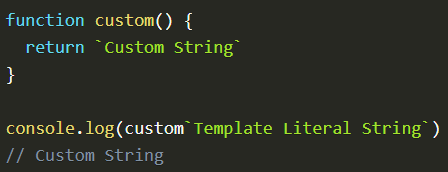 function custom() {
return `Custom String`
}
console.log(custom`Template Literal String`)
// Custom String